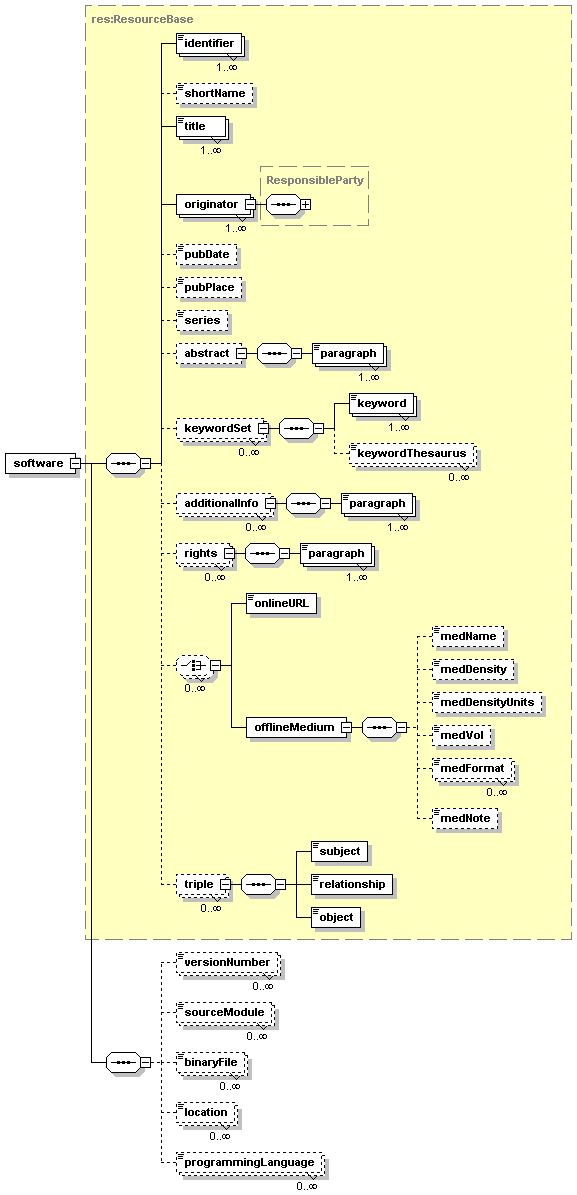 res:ResourceBase
identifier
1..∞
shortName
title
1..∞
ResponsibleParty
originator
1..∞
pubDate
pubPlace
series
abstract
paragraph
1..∞
keyword
1..∞
keywordSet
0..∞
keywordThesaurus
0..∞
software
additionalInfo
0..∞
paragraph
1..∞
rights
0..∞
paragraph
1..∞
onlineURL
0..∞
medName
medDensity
medDensityUnits
offlineMedium
medVol
medFormat
0..∞
medNote
subject
triple
0..∞
relationship
object
versionNumber
0..∞
sourceModule
0..∞
binaryFile
0..∞
location
0..∞
programmingLanguage
0..∞